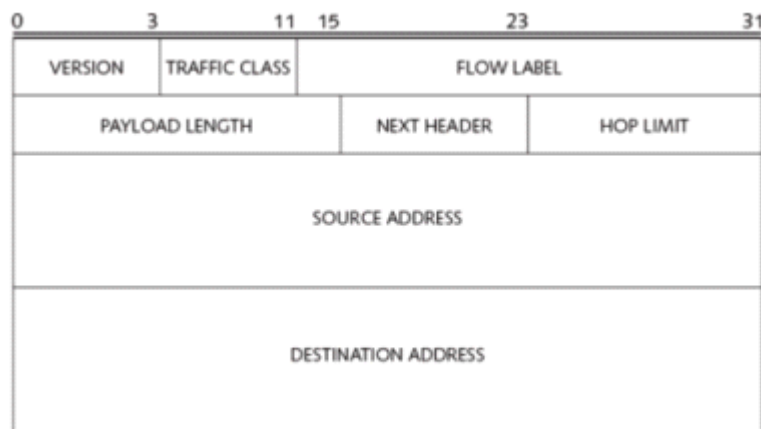 0 3 11 15 23 31
VERSION TRAFFIC CLASS FLOW LABEL
PAYLOAD LENGTH NEXT HEADER HOP LIMIT
SOURCE ADDRESS
DESTINATION ADDRESS